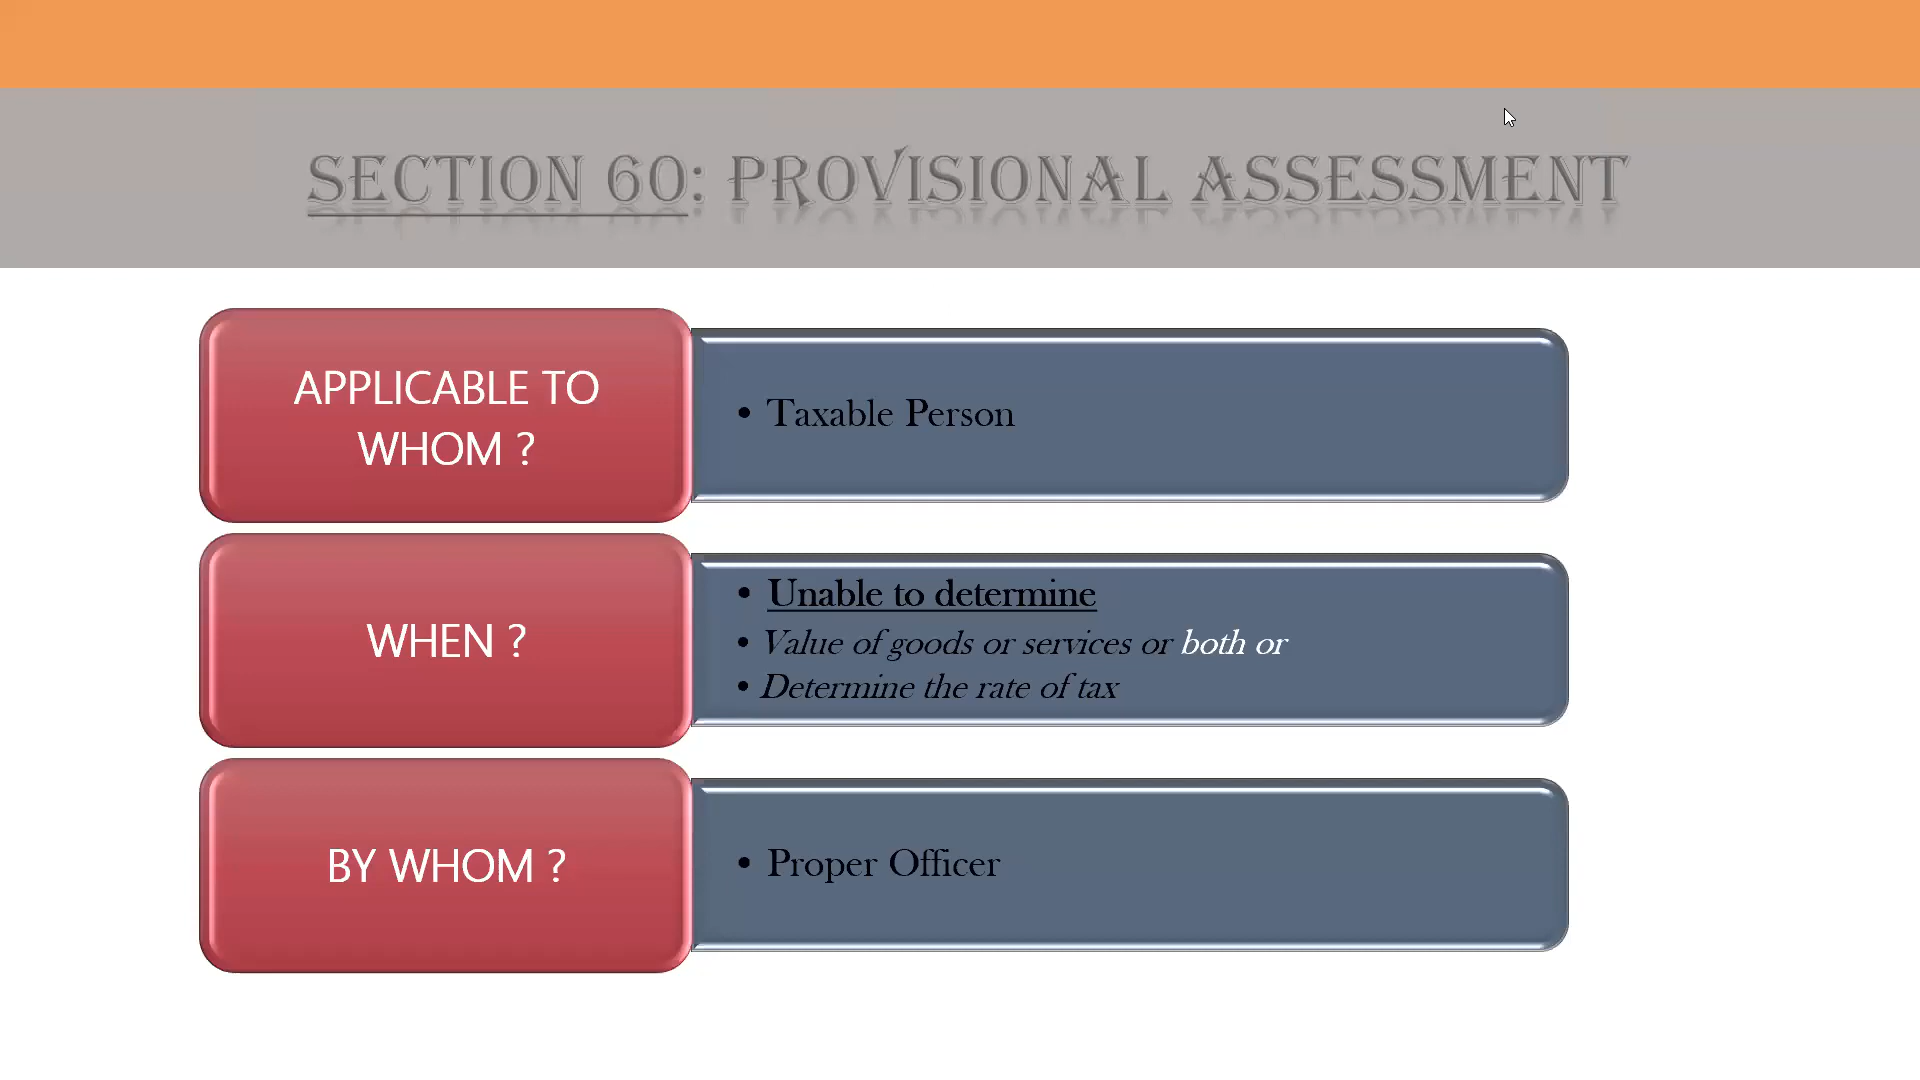 SECTION 60: PROVISIONAL ASSESSMENT
APPLICABLE TO
WHOM ?
• Taxable Person
WHEN ?
• Unable to determine
• Value of goods or services or both or
• Determine the rate of tax
BY WHOM ?
• Proper Officer